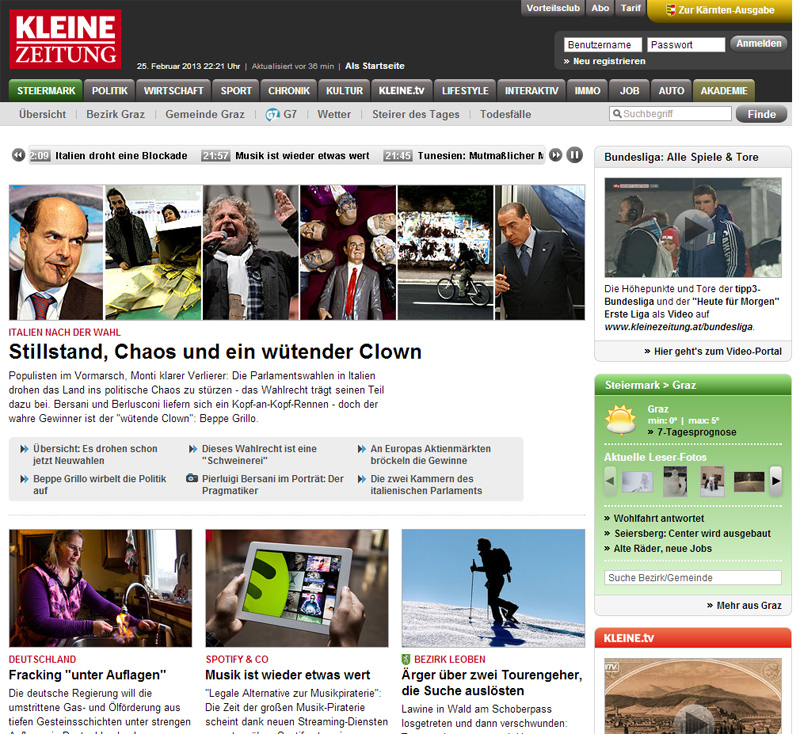 Vorteilsclub Abo Tarif Zur Kärnten-Ausgabe
KLEINE
ZEITUNG
25. Februar 2013 22:21 Uhr | Aktualisiert vor 36 min | Als Startseite
Benutzername Passwort Anmelden
» Neu registrieren
STEIERMARK POLITIK WIRTSCHAFT SPORT CHRONIK KULTUR KLEINE.tv LIFESTYLE INTERAKTIV IMMO JOB AUTO AKADEMIE
Übersicht Bezirk Graz Gemeinde Graz G7 G7 Wetter Steirer des Tages Todesfälle Suchbegriff Finde
2:09 Italien droht eine Blockade 21:57 Musik ist wieder etwas wert 21:45 Tunesien: Mutmaßlicher M
ITALIEN NACH DER WAHL
Stillstand, Chaos und ein wütender Clown
Populisten im Vormarsch, Monti klarer Verlierer: Die Parlamentswahlen in Italien
drohen das Land ins politische Chaos zu stürzen - das Wahlrecht trägt seinen Teil
dazu bei. Bersani und Berlusconi liefern sich ein Kopf-an-Kopf-Rennen - doch der
wahre Gewinner ist der "wütende Clown": Beppe Grillo.
Übersicht: Es drohen schon
jetzt Neuwahlen
Dieses Wahlrecht ist eine
"Schweinerei"
An Europas Aktienmärkten
bröckeln die Gewinne
Beppe Grillo wirbelt die Politik
auf
Pierluigi Bersani im Porträt: Der
Pragmatiker
Die zwei Kammern des
italienischen Parlaments
DEUTSCHLAND
Fracking "unter Auflagen"
Die deutsche Regierung will die
umstrittene Gas- und Ölförderung aus
tiefen Gesteinsschichten unter strengen
SPOTIFY & CO
Musik ist wieder etwas wert
"Legale Alternative zur Musikpiraterie":
Die Zeit der großen Musik-Piraterie
scheint dank neuen Streaming-Diensten
BEZIRK LEOBEN
Ärger über zwei Tourengeher,
die Suche auslösten
Lawine in Wald am Schoberpass
losgetreten und dann verschwunden:
Bundesliga: Alle Spiele & Tore
Die Höhepunkte und Tore der tipp3-
Bundesliga und der "Heute für Morgen"
Erste Liga als Video auf
www.kleinezeitung.at/bundesliga.
» Hier geht's zum Video-Portal
Steiermark > Graz
Graz
min: 0° | max: 5°
» 7-Tagesprognose
Aktuelle Leser-Fotos
» Wohlfahrt antwortet
» Seiersberg: Center wird ausgebaut
» Alte Räder, neue Jobs
Suche Bezirk/Gemeinde
» Mehr aus Graz
KLEINE.tv